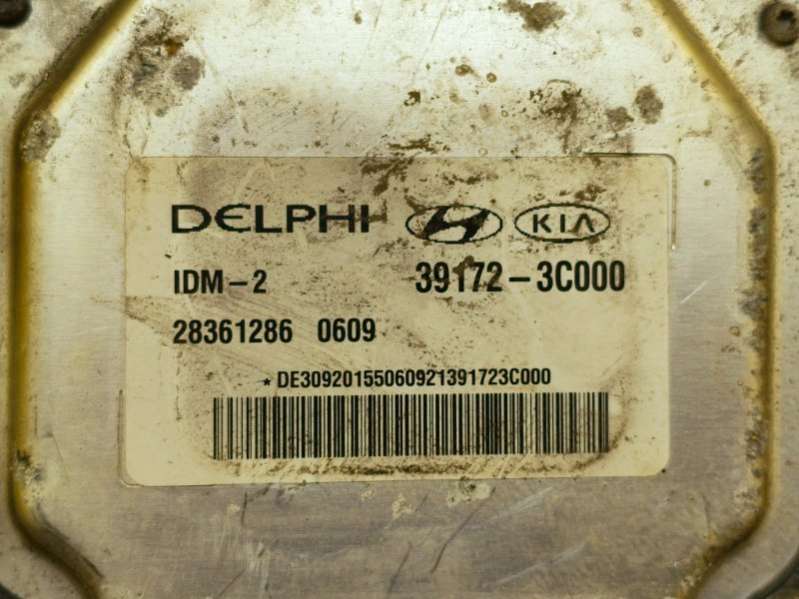 DELPHI KIA
IDM-2 39172-3C000
28361286 0609
*DE309201550609213917​23C000